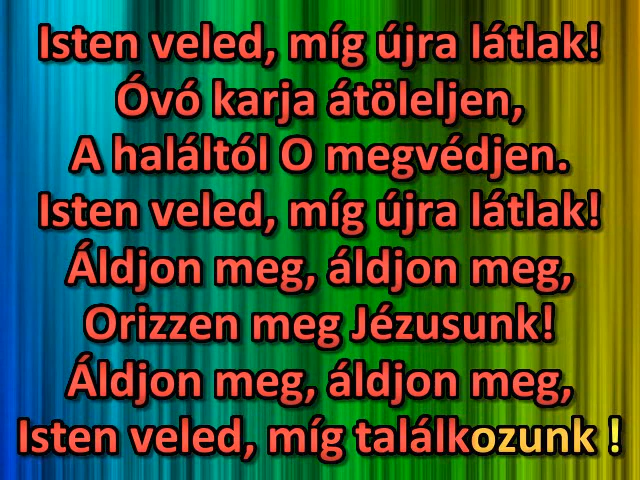 Isten veled, míg újra látlak!
Óvó karja átöleljen,
A haláltól O megvédjen.
Isten veled, míg újra látlak!
Áldjon meg, áldjon meg,
Orizzen meg Jézusunk!
Áldjon meg, áldjon meg,
Isten veled, míg találkozunk !